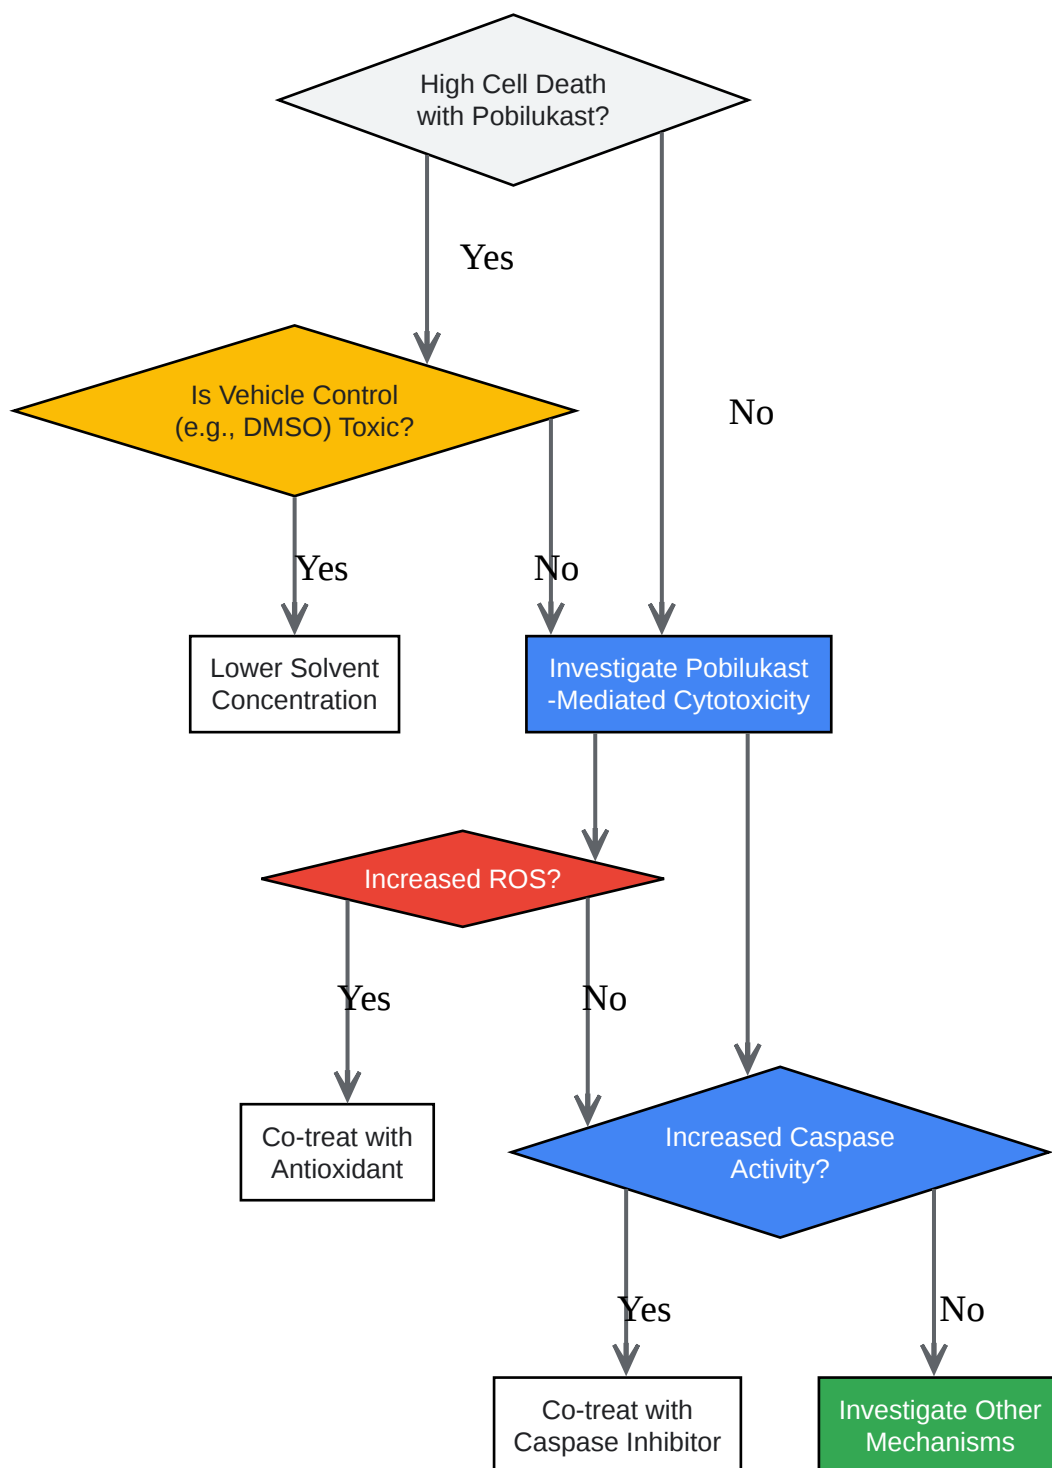 High Cell Death
with Pobilukast?
Yes
Is Vehicle Control
(e.g., DMSO) Toxic?
No
Yes
No
Lower Solvent
Concentration
Investigate Pobilukast
-Mediated Cytotoxicity
Increased ROS?
Yes
No
Co-treat with
Antioxidant
Increased Caspase
Activity?
Yes
No
Co-treat with
Caspase Inhibitor
Investigate Other
Mechanisms